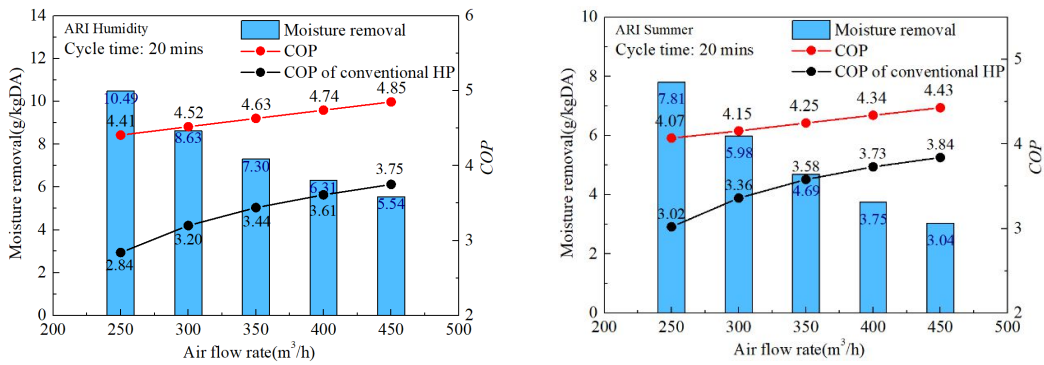 ARI Humidity
Cycle time: 20 mins
Moisture removal
COP
COP of conventional HP
14
12
10
8
6
4
2
0
Moisture removal(g/kgDA)
6
5
4
3
2
COP
10.49
8.63
7.30
6.31
5.54
4.41
4.52
4.63
4.74
4.85
2.84
3.20
3.44
3.61
3.75
200 250 300 350 400 450 500
Air flow rate(m³/h)
ARI Summer
Cycle time: 20 mins
Moisture removal
COP
COP of conventional HP
10
8
6
4
2
0
Moisture removal(g/kgDA)
5
4
3
2
COP
7.81
5.98
4.69
3.75
3.04
4.07
4.15
4.25
4.34
4.43
3.02
3.36
3.58
3.73
3.84
200 250 300 350 400 450 500
Air flow rate(m³/h)